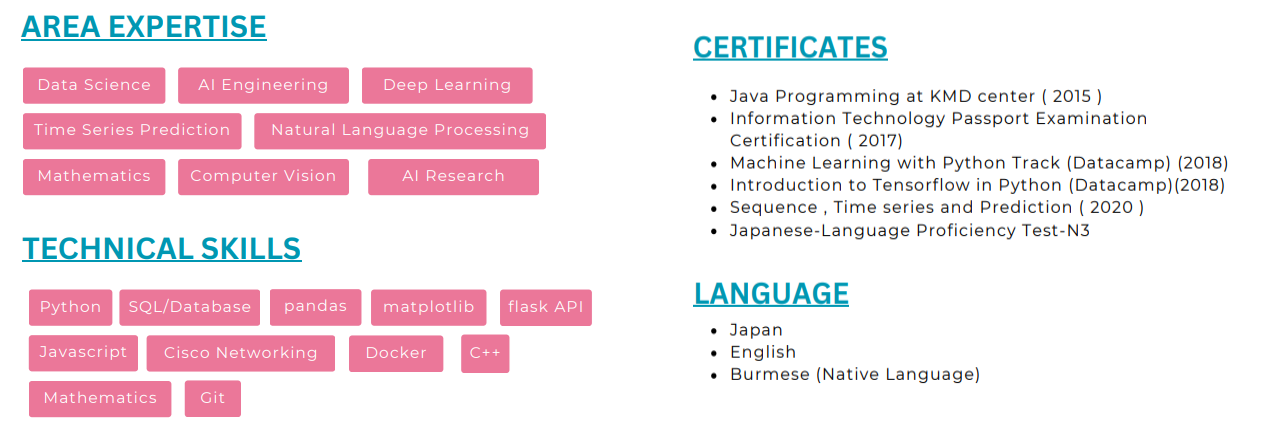 AREA EXPERTISE
Data Science AI Engineering Deep Learning
Time Series Prediction Natural Language Processing
Mathematics Computer Vision AI Research
TECHNICAL SKILLS
Python SQL/Database pandas matplotlib flask API
Javascript Cisco Networking Docker C++
Mathematics Git
CERTIFICATES
• Java Programming at KMD center ( 2015 )
• Information Technology Passport Examination
Certification ( 2017)
• Machine Learning with Python Track (Datacamp) (2018)
• Introduction to Tensorflow in Python (Datacamp)(2018)
• Sequence , Time series and Prediction ( 2020 )
• Japanese-Language Proficiency Test-N3
LANGUAGE
• Japan
• English
• Burmese (Native Language)